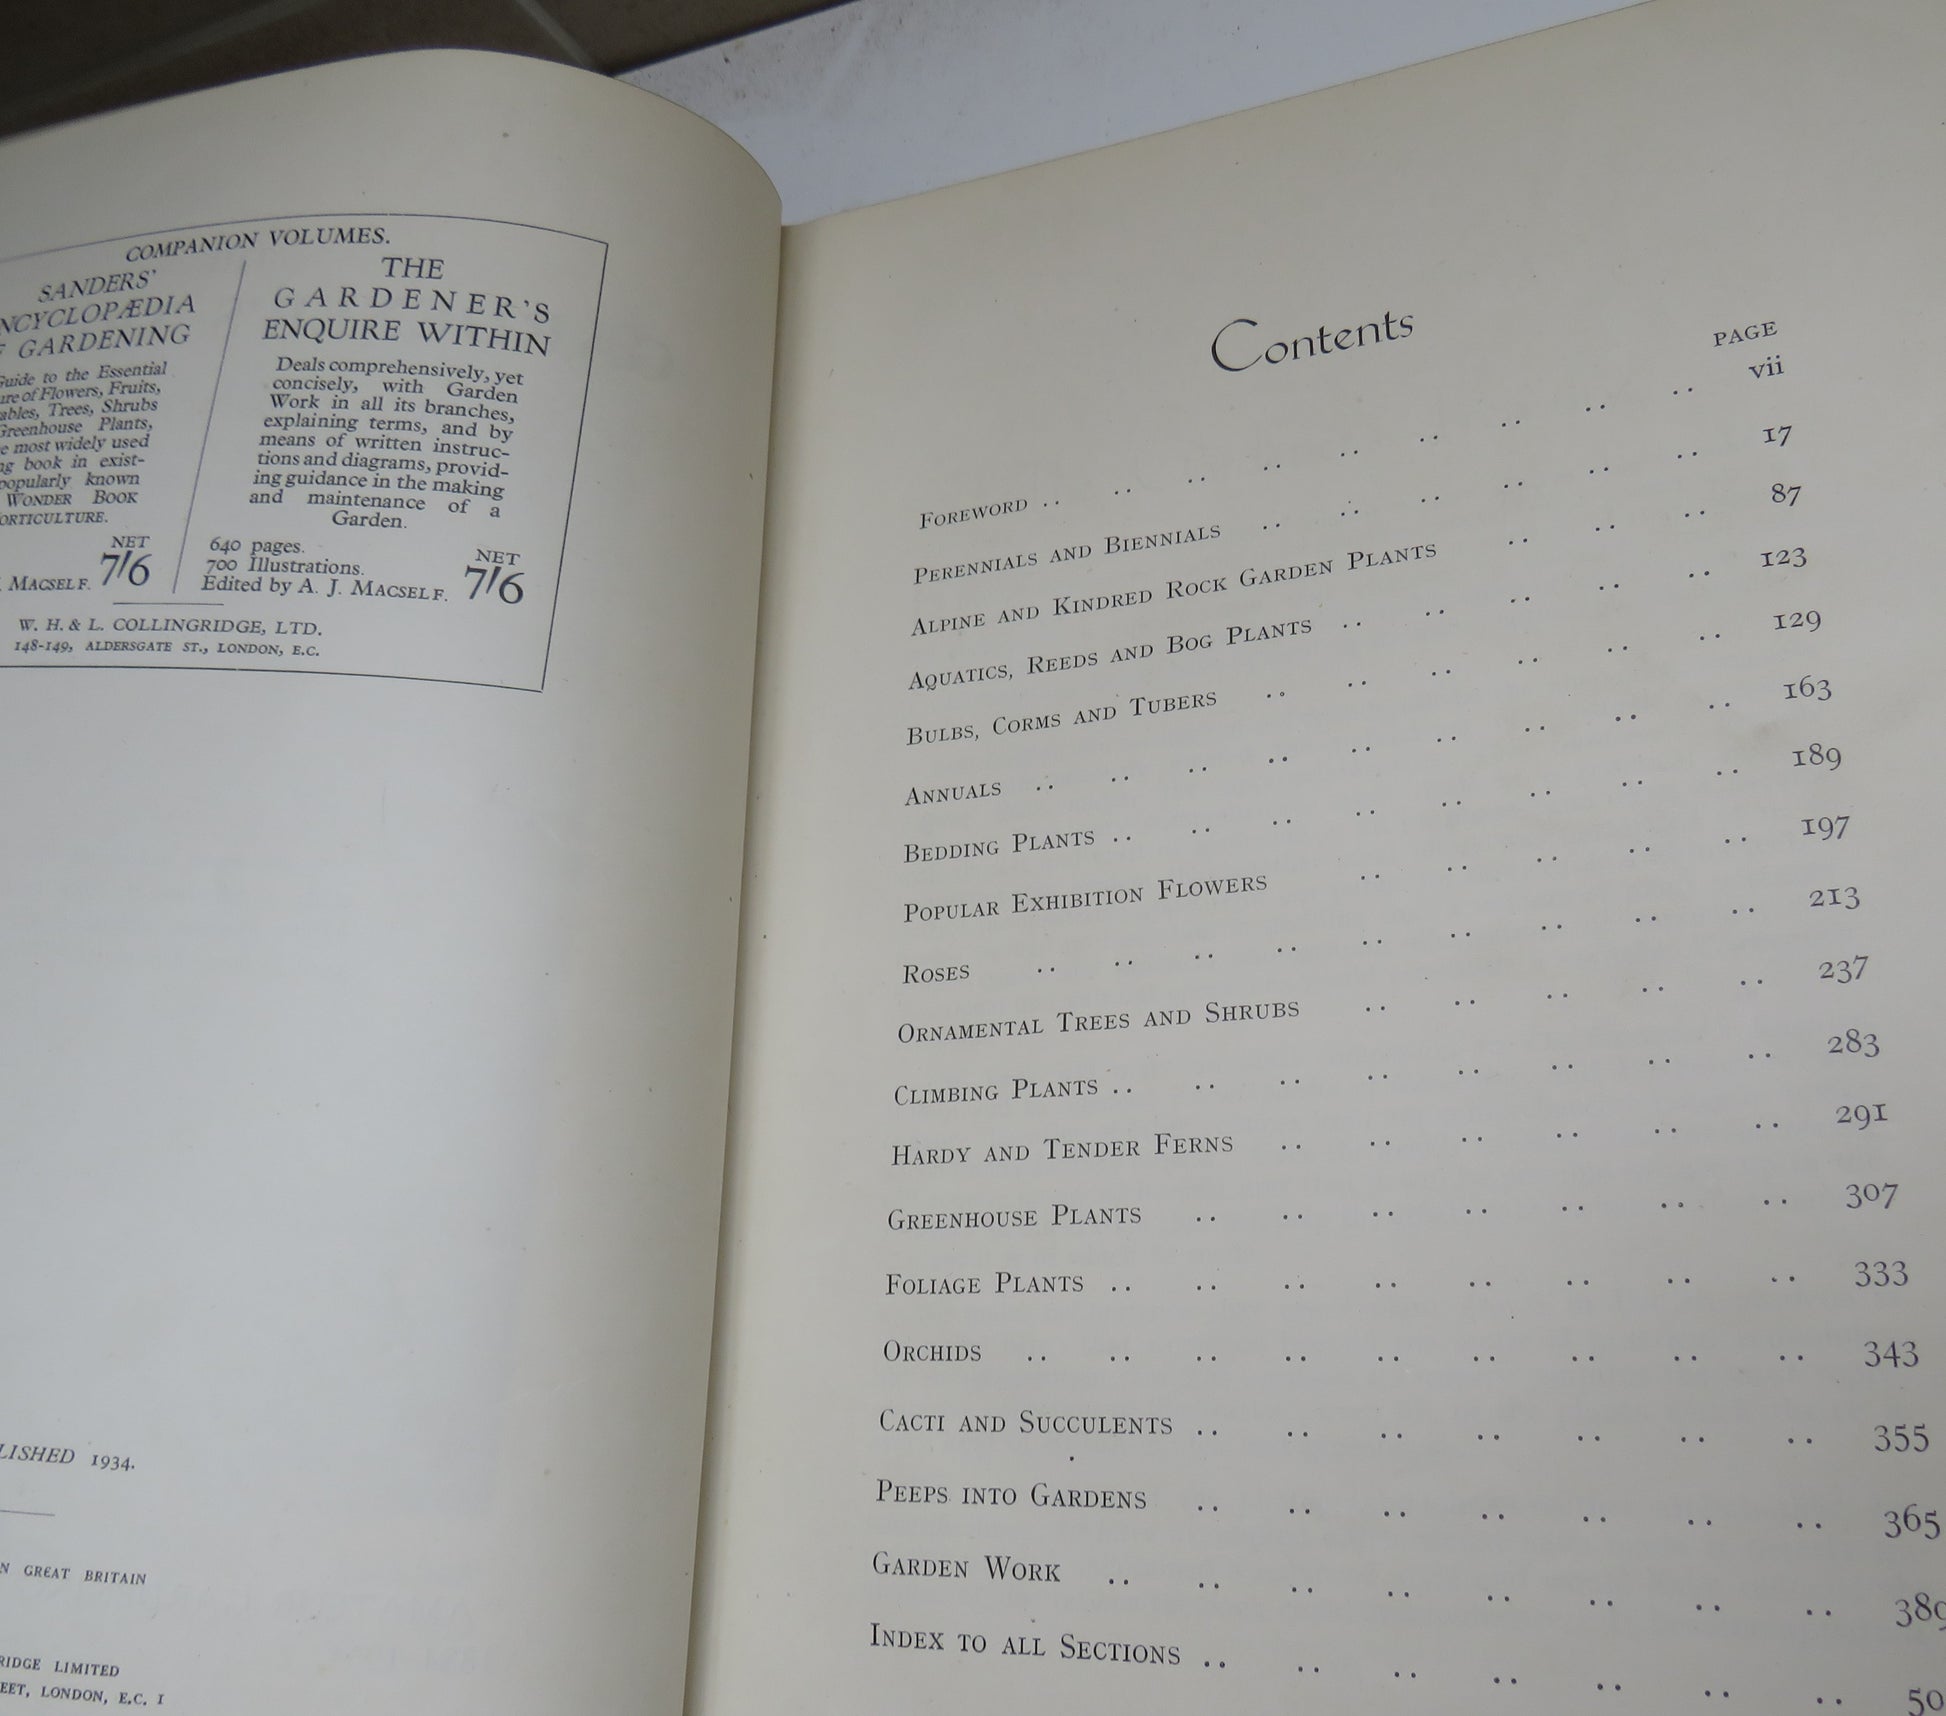 COMPANION VOLUMES.
SANDERS'
NCYCLOPÆDIA
GARDENING
Guide to the Essential
ure of Flowers, Fruits,
ables, Trees, Shrubs
Greenhouse Plants,
e most widely used
ng book in exist-
popularly known
WONDER BOOK
ORTICULTURE.
NET
7/6
MACSELF.
THE
GARDENER'S
ENQUIRE WITHIN
Deals comprehensively, yet
concisely, with Garden
Work in all its branches,
explaining terms, and by
means of written instruc-
tions and diagrams, provid-
ing guidance in the making
and maintenance of a
Garden.
640 pages.
700 Illustrations.
Edited by A. J. MACSELF.
NET
7/6
W. H. & L. COLLINGRIDGE, LTD.
148-149, ALDERSGATE ST., LONDON, E.C.
LISHED 1934.
N GREAT BRITAIN
RIDGE LIMITED
EET, LONDON, E.C. 1
Contents
PAGE
FOREWORD .. .. .. .. .. .. .. .. .. vii
PERENNIALS AND BIENNIALS .. .. .. .. .. .. 17
ALPINE AND KINDRED ROCK GARDEN PLANTS .. .. .. 87
AQUATICS, REEDS AND BOG PLANTS .. .. .. .. .. 123
BULBS, CORMS AND TUBERS .. .. .. .. .. .. 129
ANNUALS .. .. .. .. .. .. .. .. .. 163
BEDDING PLANTS .. .. .. .. .. .. .. .. 189
POPULAR EXHIBITION FLOWERS .. .. .. .. .. 197
ROSES .. .. .. .. .. .. .. .. .. 213
ORNAMENTAL TREES AND SHRUBS .. .. .. .. .. 237
CLIMBING PLANTS .. .. .. .. .. .. .. .. 283
HARDY AND TENDER FERNS .. .. .. .. .. .. 291
GREENHOUSE PLANTS .. .. .. .. .. .. .. 307
FOLIAGE PLANTS .. .. .. .. .. .. .. .. 333
ORCHIDS .. .. .. .. .. .. .. .. .. 343
CACTI AND SUCCULENTS .. .. .. .. .. .. .. 355
PEEPS INTO GARDENS .. .. .. .. .. .. .. 365
GARDEN WORK .. .. .. .. .. .. .. .. 389
INDEX TO ALL SECTIONS .. .. .. .. .. .. .. 50